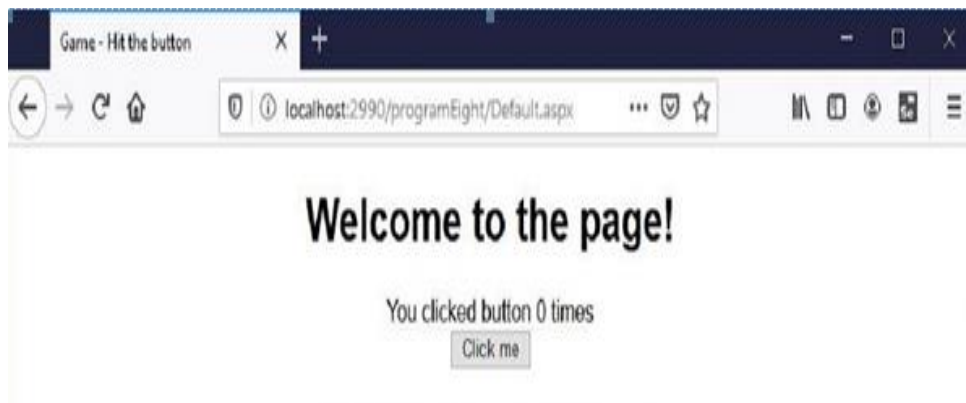 Game - Hit the button
localhost:2990/programEight/Default.aspx
Welcome to the page!
You clicked button 0 times
Click me